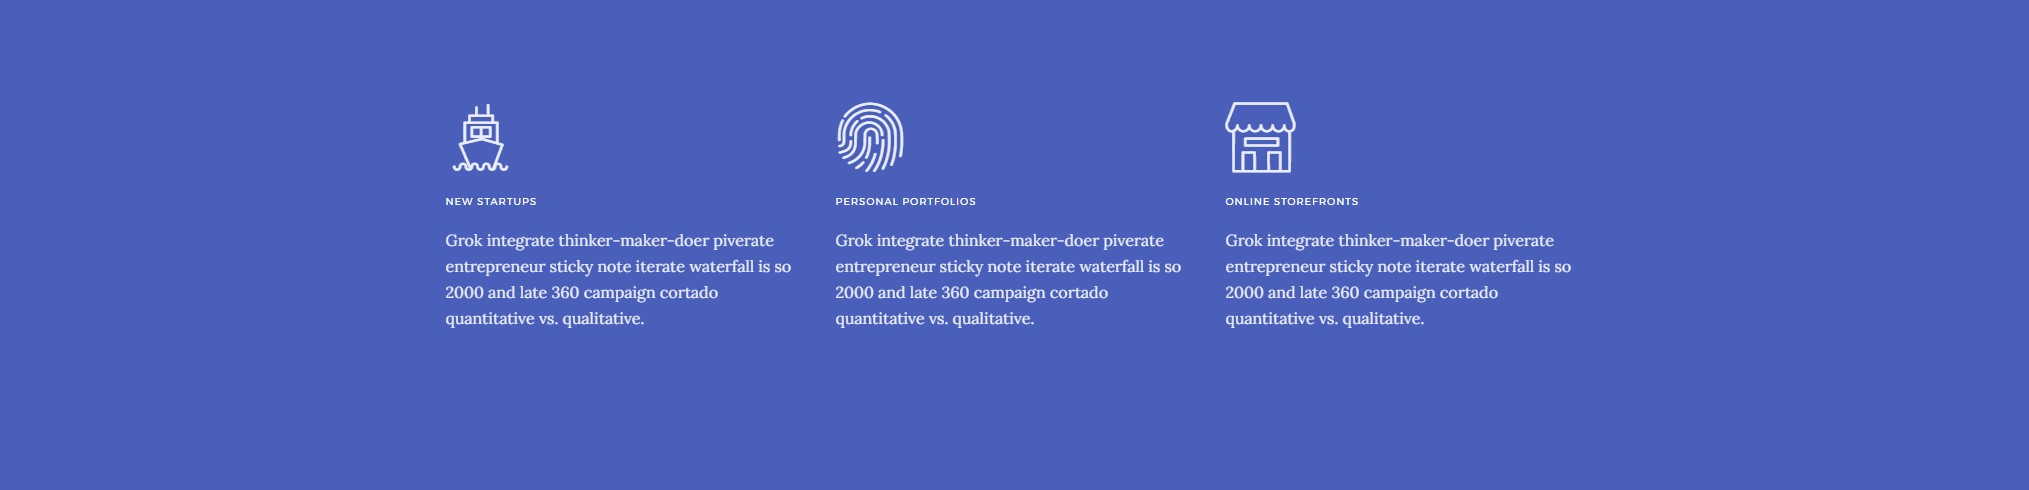 NEW STARTUPS
Grok integrate thinker-maker-doer piverate
entrepreneur sticky note iterate waterfall is so
2000 and late 360 campaign cortado
quantitative vs. qualitative.
PERSONAL PORTFOLIOS
Grok integrate thinker-maker-doer piverate
entrepreneur sticky note iterate waterfall is so
2000 and late 360 campaign cortado
quantitative vs. qualitative.
ONLINE STOREFRONTS
Grok integrate thinker-maker-doer piverate
entrepreneur sticky note iterate waterfall is so
2000 and late 360 campaign cortado
quantitative vs. qualitative.